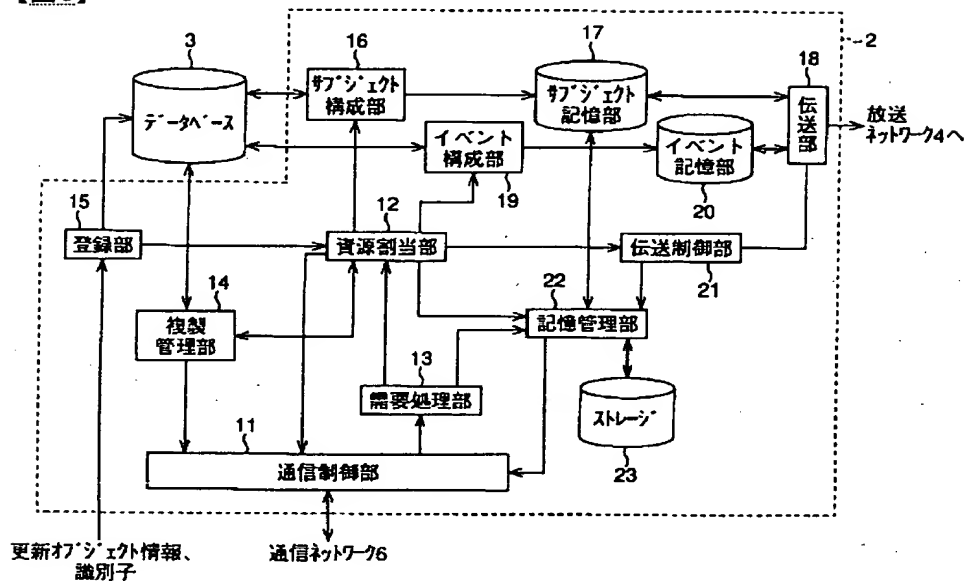 3
データベース
16
サブジェクト
構成部
17
サブジェクト
記憶部
2
18
伝送部
放送
ネットワーク4へ
イベント
構成部
19
イベント
記憶部
20
15
登録部
12
資源割当部
伝送制御部
21
14
複製
管理部
22
記憶管理部
13
需要処理部
ストレージ
23
11
通信制御部
更新オブジェクト情報、
識別子
通信ネットワーク6